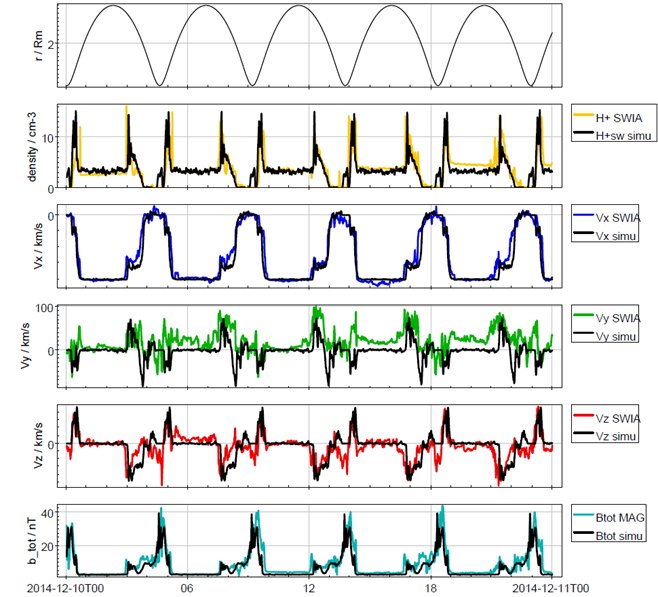 r / Rm
2
density / cm-3
10
0
H+ SWIA
H+sw simu
Vx / km/s
0
Vx SWIA
Vx simu
Vy / km/s
100
0
Vy SWIA
Vy simu
Vz / km/s
0
Vz SWIA
Vz simu
b_tot / nT
40
20
Btot MAG
Btot simu
2014-12-10T00
06
12
18
2014-12-11T00